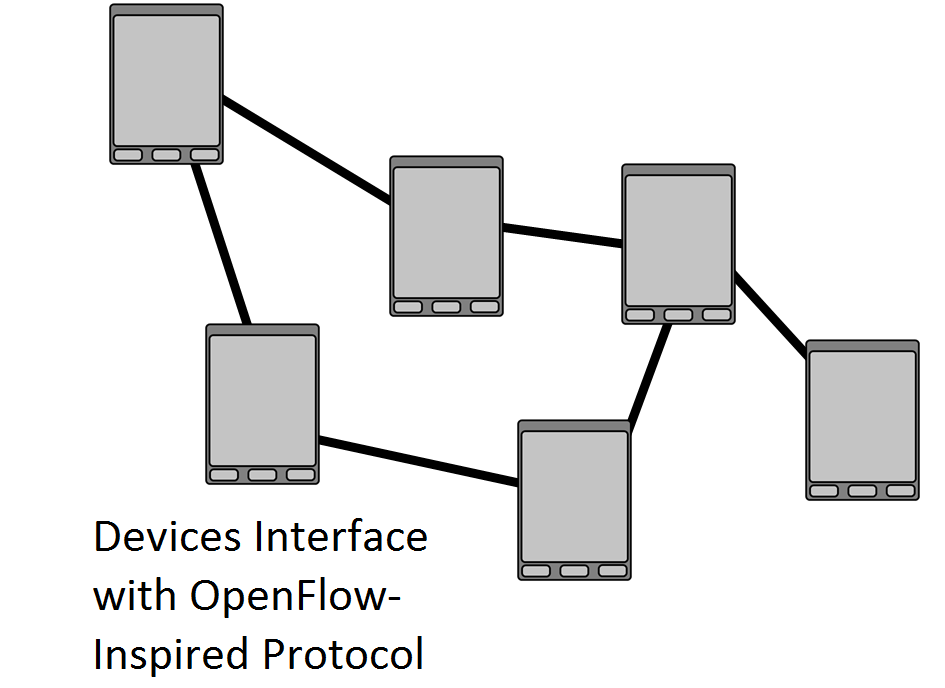 Devices Interface
with OpenFlow-
Inspired Protocol